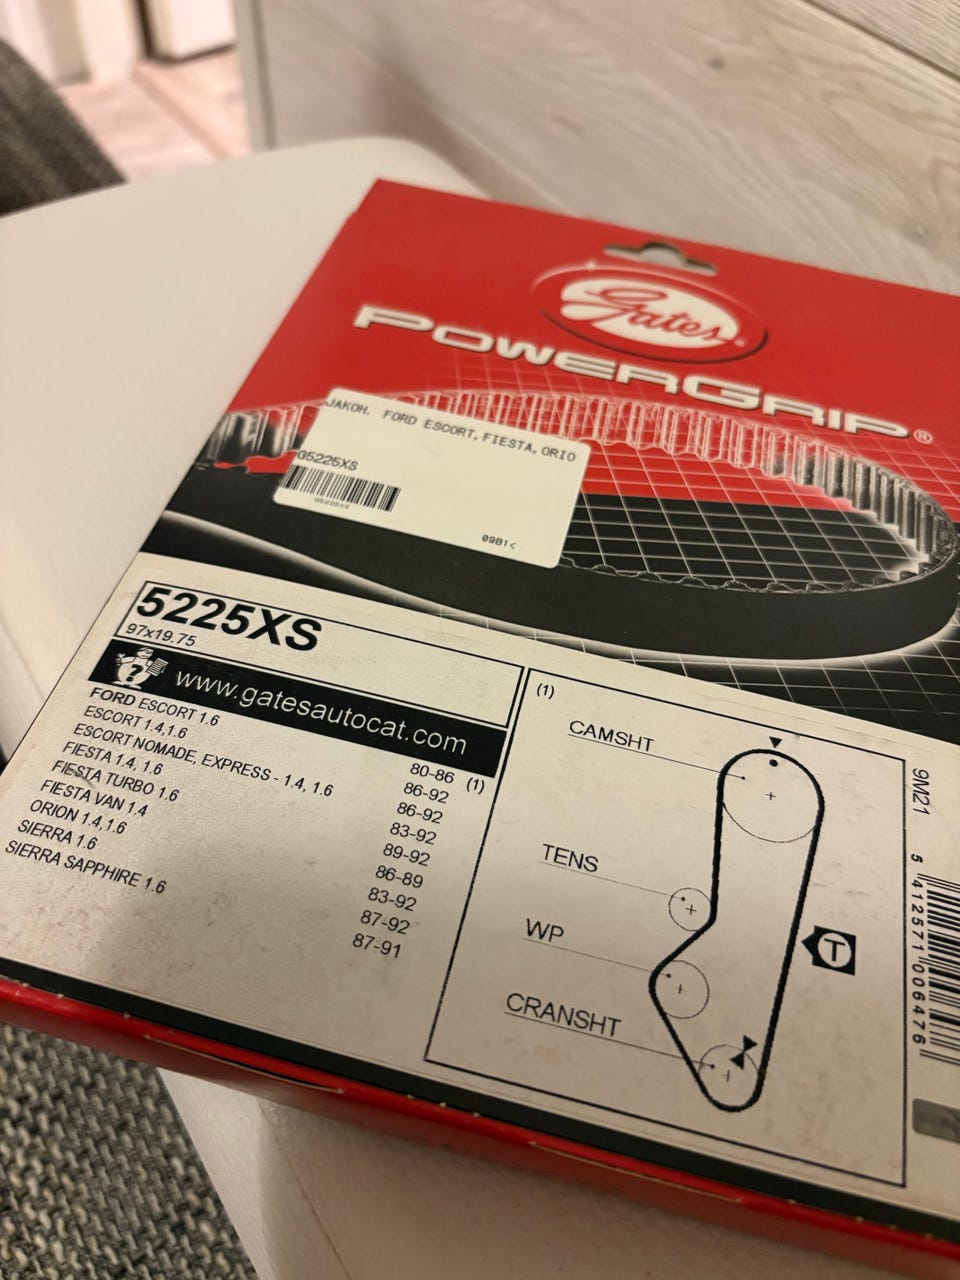 Gates®
POWERGRIP®
JAKOH. FORD ESCORT,FIESTA,ORIO
G5225XS
G5225XS
09B1<
5225XS
97x19.75
?
www.gatesautocat.com
FORD ESCORT 1.6 80-86 (1)
ESCORT 1.4,1.6 86-92
ESCORT NOMADE, EXPRESS - 1.4, 1.6 86-92
FIESTA 1.4, 1.6 83-92
FIESTA TURBO 1.6 89-92
FIESTA VAN 1.4 86-89
ORION 1.4,1.6 83-92
SIERRA 1.6 87-92
SIERRA SAPPHIRE 1.6 87-91
(1)
CAMSHT
TENS
WP
CRANSHT
T
9M21
5 412571 006476